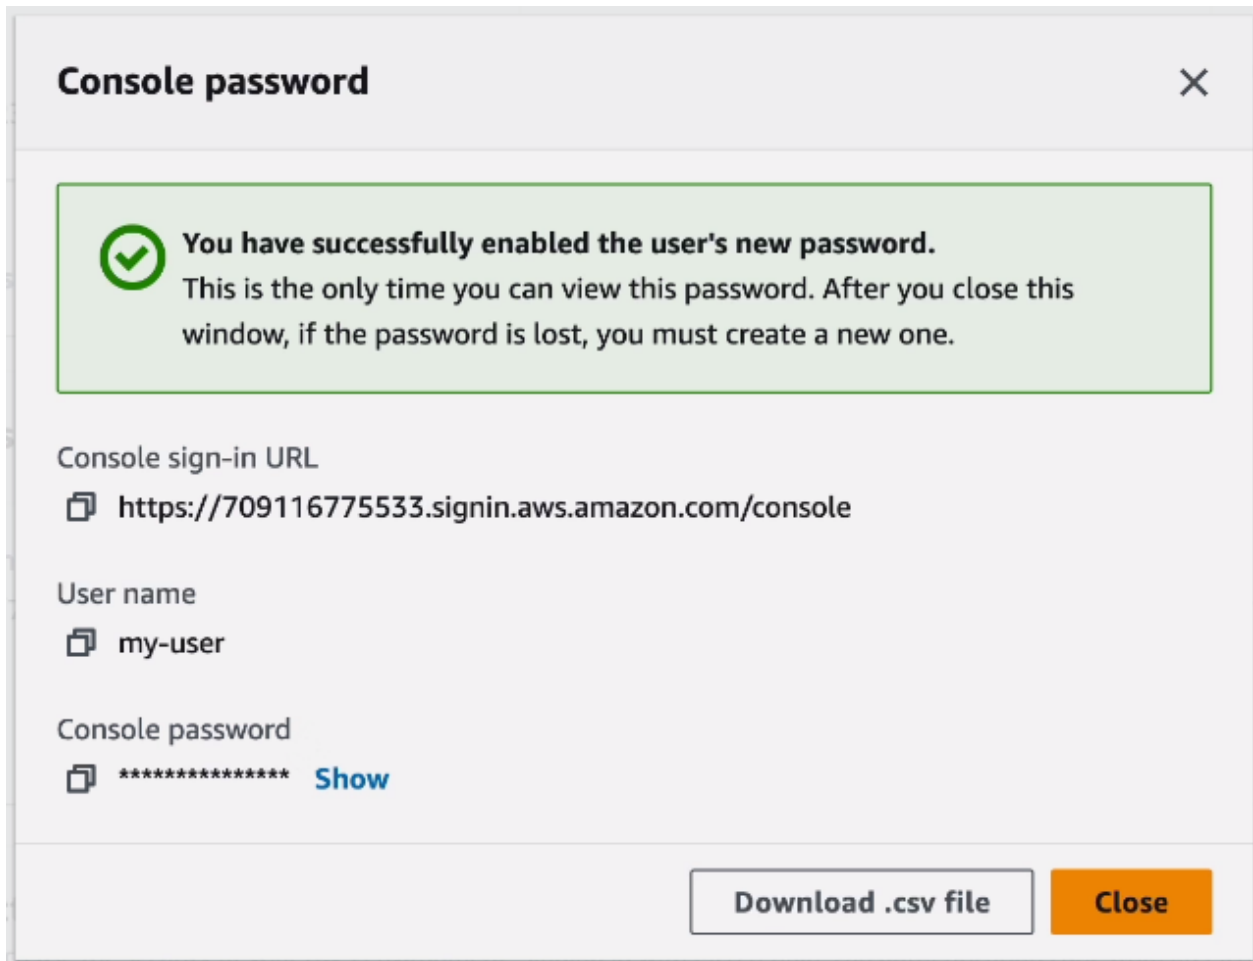 Console password
You have successfully enabled the user's new password.
This is the only time you can view this password. After you close this
window, if the password is lost, you must create a new one.
Console sign-in URL
https://709116775533.signin.aws.amazon.com/console
User name
my-user
Console password
*************** Show
Download .csv file Close